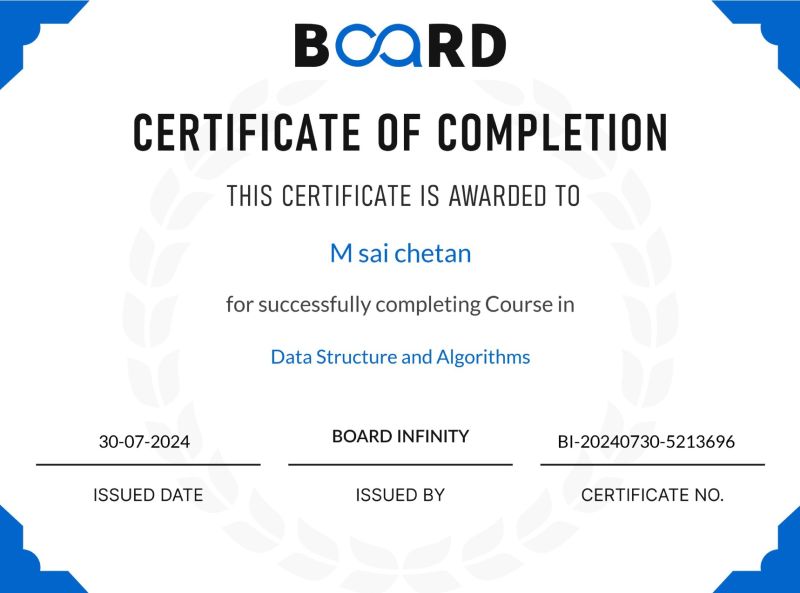 BOARD
CERTIFICATE OF COMPLETION
THIS CERTIFICATE IS AWARDED TO
M sai chetan
for successfully completing Course in
Data Structure and Algorithms
30-07-2024
ISSUED DATE
BOARD INFINITY
ISSUED BY
BI-20240730-5213696
CERTIFICATE NO.